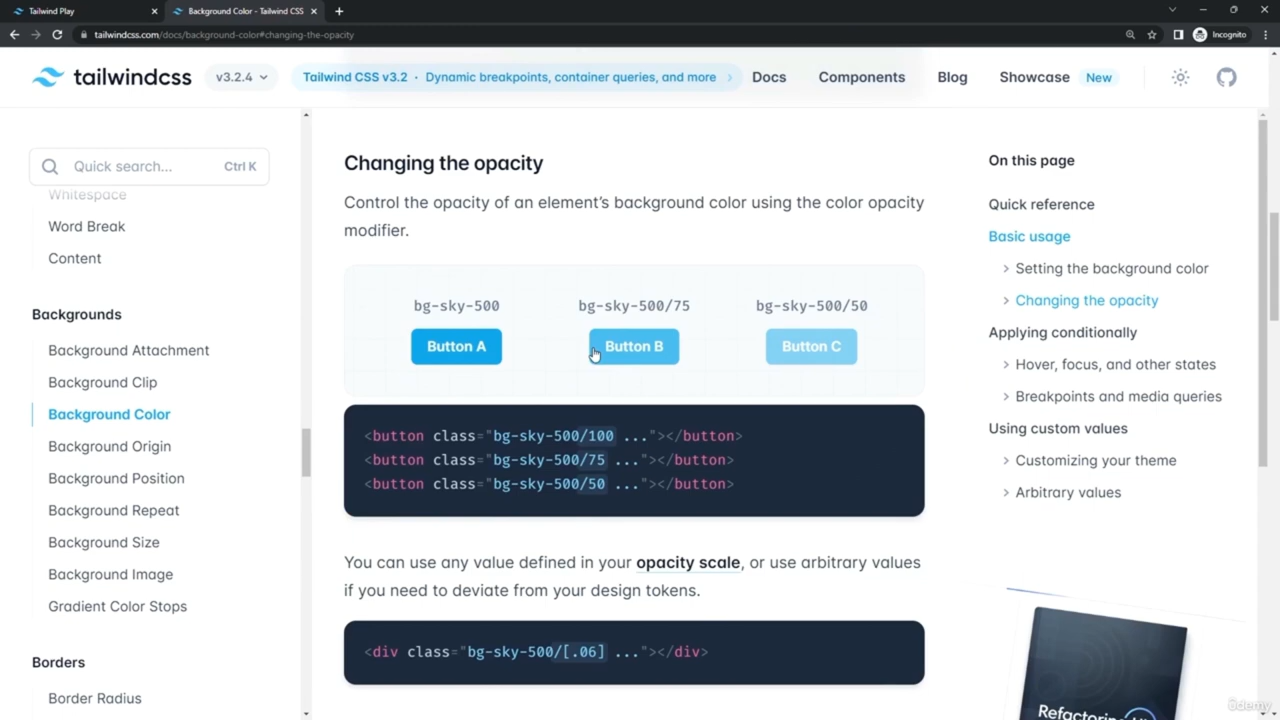 Tailwind Play
Background Color - Tailwind CSS
tailwindcss.com/docs/background-color#changing-the-opacity
Incognito
tailwindcss
v3.2.4
Tailwind CSS v3.2 · Dynamic breakpoints, container queries, and more
Docs
Components
Blog
Showcase
New
Quick search...
Ctrl K
Whitespace
Word Break
Content
Backgrounds
Background Attachment
Background Clip
Background Color
Background Origin
Background Position
Background Repeat
Background Size
Background Image
Gradient Color Stops
Borders
Border Radius
Changing the opacity
Control the opacity of an element’s background color using the color opacity
modifier.
bg-sky-500
bg-sky-500/75
bg-sky-500/50
Button A
Button B
Button C
<button class="bg-sky-500/100 ..."></button>
<button class="bg-sky-500/75 ..."></button>
<button class="bg-sky-500/50 ..."></button>
You can use any value defined in your opacity scale, or use arbitrary values
if you need to deviate from your design tokens.
<div class="bg-sky-500/[.06] ..."></div>
On this page
Quick reference
Basic usage
Setting the background color
Changing the opacity
Applying conditionally
Hover, focus, and other states
Breakpoints and media queries
Using custom values
Customizing your theme
Arbitrary values
Refactoring
Udemy